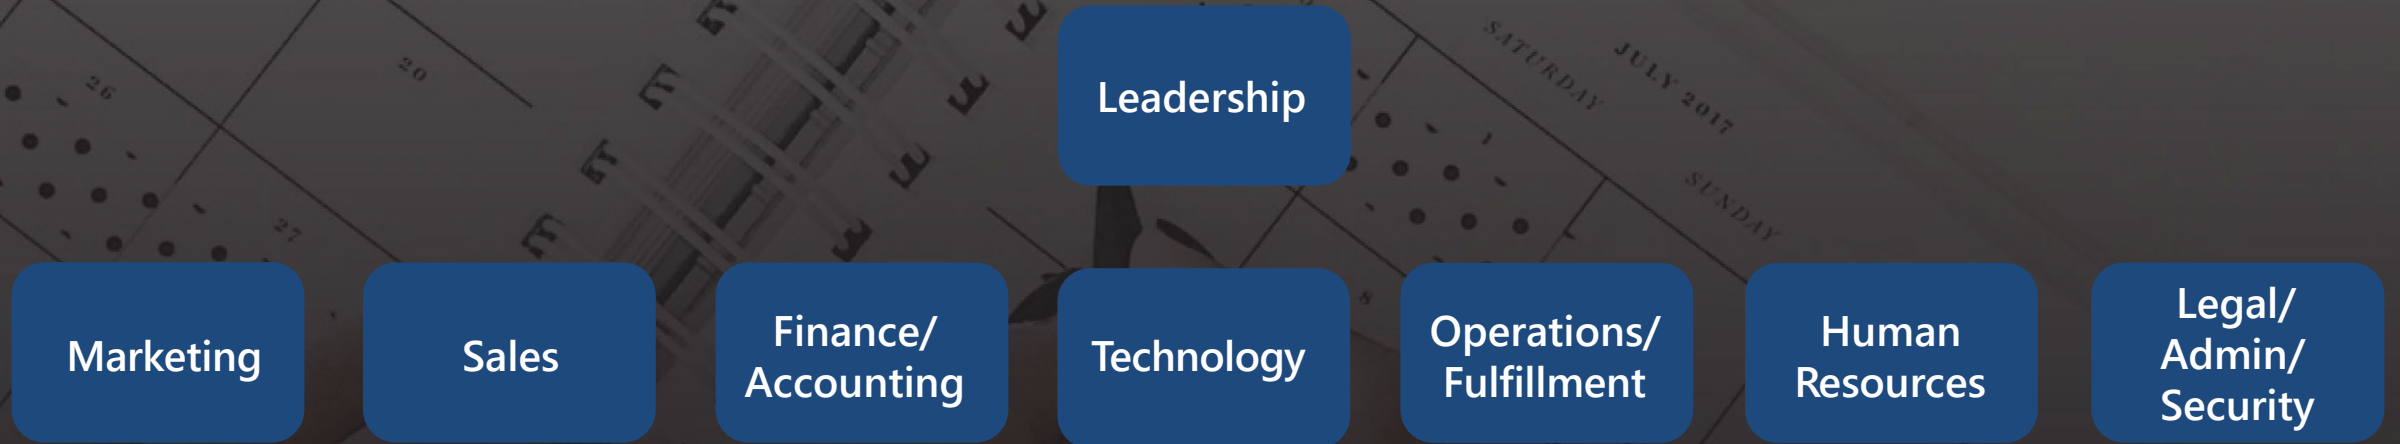 Leadership
SATURDAY
JULY 2017
SUNDAY
20
26
27
8
Marketing
Sales
Finance/
Accounting
Technology
Operations/
Fulfillment
Human
Resources
Legal/
Admin/
Security